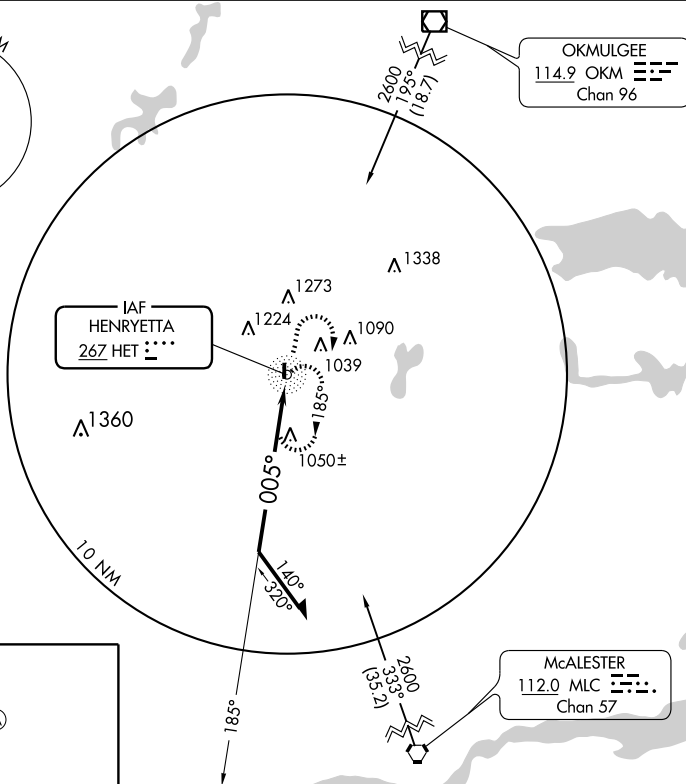 M
OKMULGEE
114.9 OKM
Chan 96
2600
195°
(18.7)
1338
1273
IAF
HENRYETTA
267 HET
1224
1090
1039
185°
1360
1050±
005°
10 NM
140°
320°
2600
333°
(35.2)
McALESTER
112.0 MLC
Chan 57
185°
A